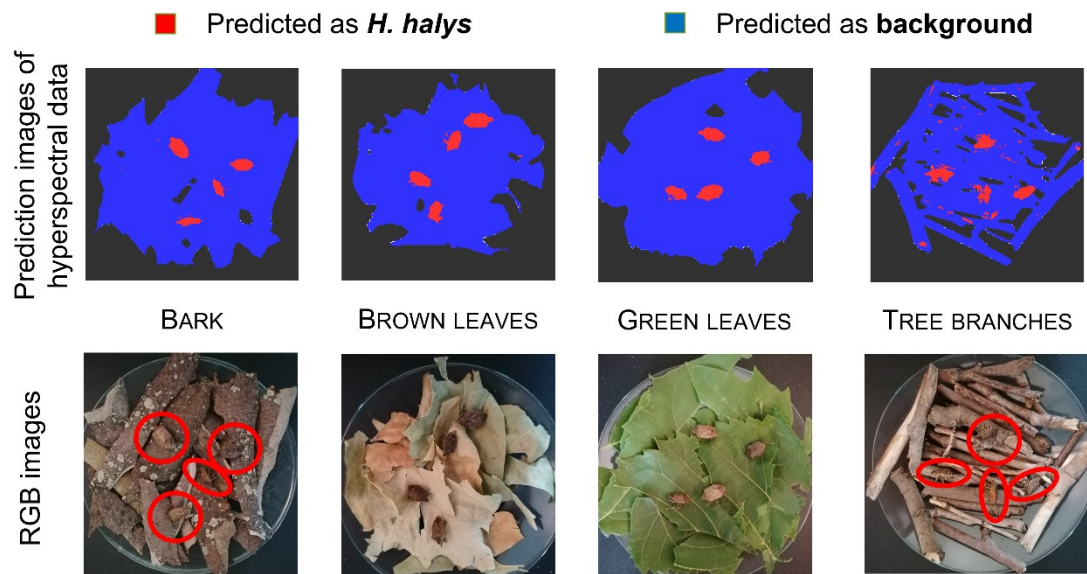 Predicted as H. halys
Predicted as background
Prediction images of
hyperspectral data
BARK
BROWN LEAVES
GREEN LEAVES
TREE BRANCHES
RGB images